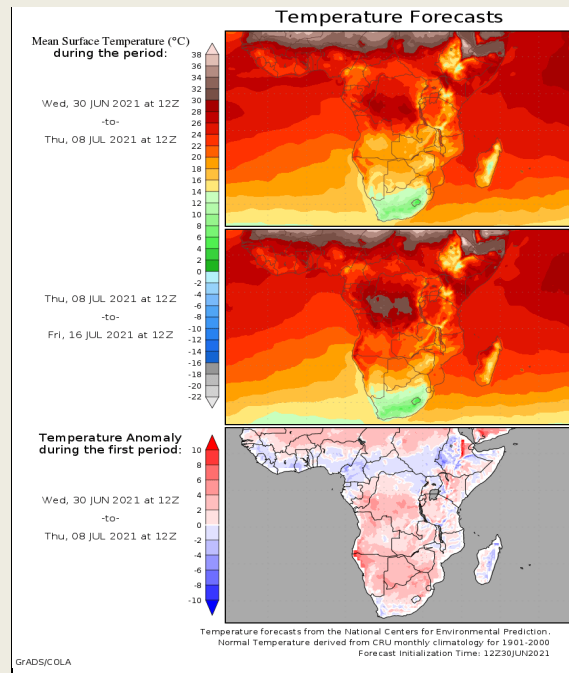 Temperature Forecasts
Mean Surface Temperature (°C)
during the period:
38
36
34
32
30
28
26
24
22
20
18
16
14
12
10
8
6
4
2
0
-2
-4
-6
-8
-10
-12
-14
-16
-18
-20
-22
Wed, 30 JUN 2021 at 12Z
-to-
Thu, 08 JUL 2021 at 12Z
Thu, 08 JUL 2021 at 12Z
-to-
Fri, 16 JUL 2021 at 12Z
Temperature Anomaly
during the first period:
10
8
6
4
2
0
-2
-4
-6
-8
-10
Wed, 30 JUN 2021 at 12Z
-to-
Thu, 08 JUL 2021 at 12Z
Temperature forecasts from the National Centers for Environmental Prediction.
Normal Temperature derived from CRU monthly climatology for 1901-2000
Forecast Initialization Time: 12Z30JUN2021
GrADS/COLA